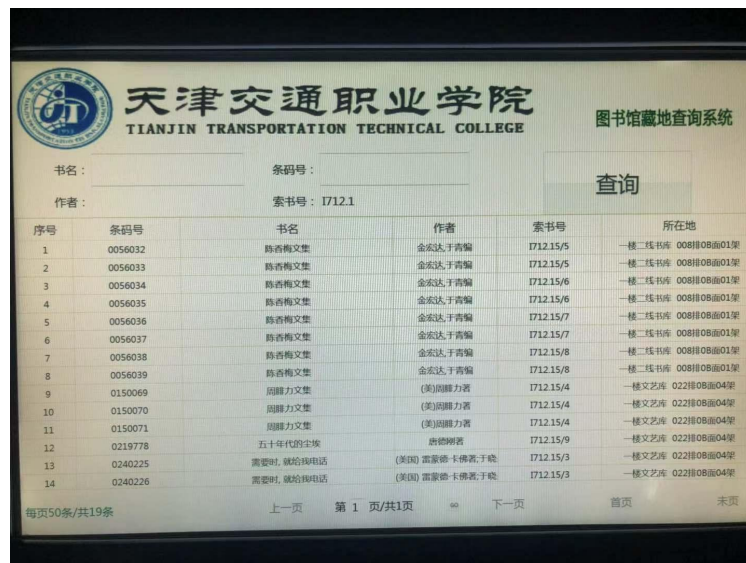 天津交通职业学院
TIANJIN TRANSPORTATION TECHNICAL COLLEGE
图书馆藏地查询系统
书名： 条码号：
查询
作者： 索书号： I712.1
序号 条码号 书名 作者 索书号 所在地
1 0056032 陈香梅文集 金宏达,于青编 I712.15/5 一楼二线书库 008排0B面01架
2 0056033 陈香梅文集 金宏达,于青编 I712.15/5 一楼二线书库 008排0B面01架
3 0056034 陈香梅文集 金宏达,于青编 I712.15/6 一楼二线书库 008排0B面01架
4 0056035 陈香梅文集 金宏达,于青编 I712.15/6 一楼二线书库 008排0B面01架
5 0056036 陈香梅文集 金宏达,于青编 I712.15/7 一楼二线书库 008排0B面01架
6 0056037 陈香梅文集 金宏达,于青编 I712.15/7 一楼二线书库 008排0B面01架
7 0056038 陈香梅文集 金宏达,于青编 I712.15/8 一楼二线书库 008排0B面01架
8 0056039 陈香梅文集 金宏达,于青编 I712.15/8 一楼二线书库 008排0B面01架
9 0150069 周腓力文集 (美)周腓力著 I712.15/4 一楼文艺库 022排0B面04架
10 0150070 周腓力文集 (美)周腓力著 I712.15/4 一楼文艺库 022排0B面04架
11 0150071 周腓力文集 (美)周腓力著 I712.15/4 一楼文艺库 022排0B面04架
12 0219778 五十年代的尘埃 唐德刚著 I712.15/9 一楼文艺库 022排0B面04架
13 0240225 需要时, 就给我电话 (美国) 雷蒙德·卡佛著;于晓 I712.15/3 一楼文艺库 022排0B面04架
14 0240226 需要时, 就给我电话 (美国) 雷蒙德·卡佛著;于晓 I712.15/3 一楼文艺库 022排0B面04架
每页50条/共19条 上一页 第 1 页/共1页 下一页 首页 末页